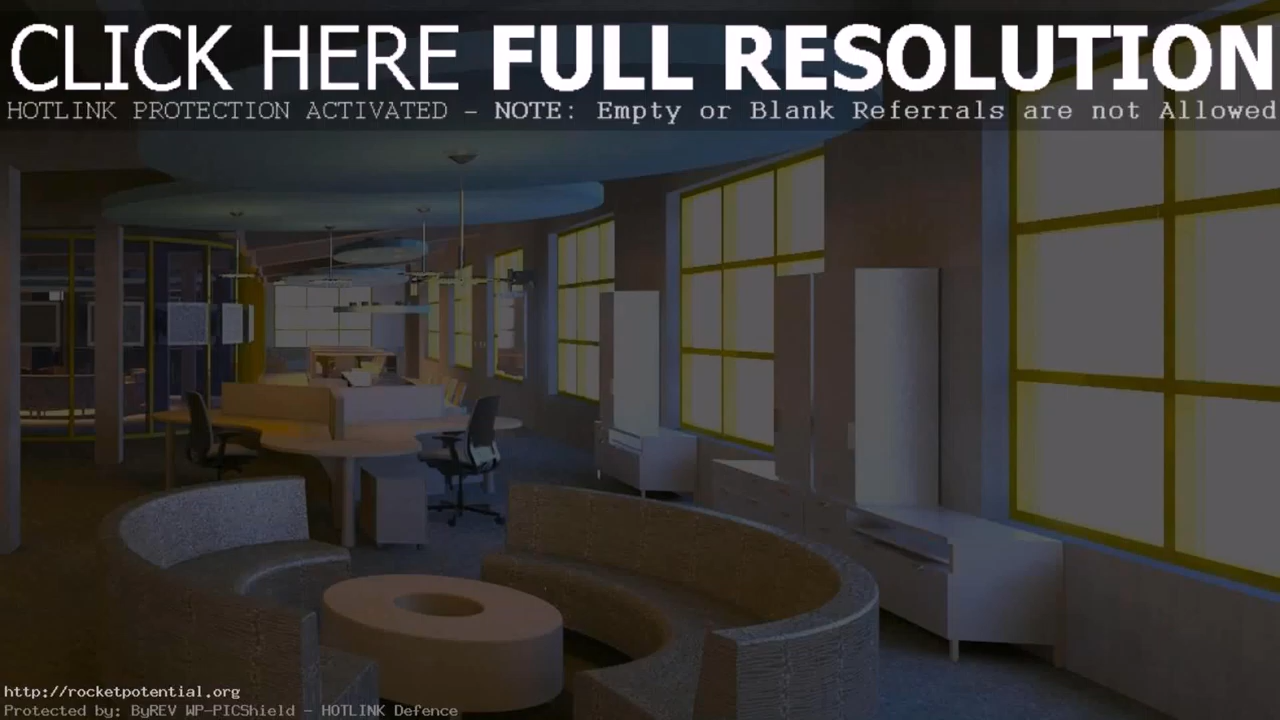 CLICK HERE FULL RESOLUTION
HOTLINK PROTECTION ACTIVATED - NOTE: Empty or Blank Referrals are not Allowed
http://rocketpotential.org
Protected by: ByREV WP-PICShield - HOTLINK Defence